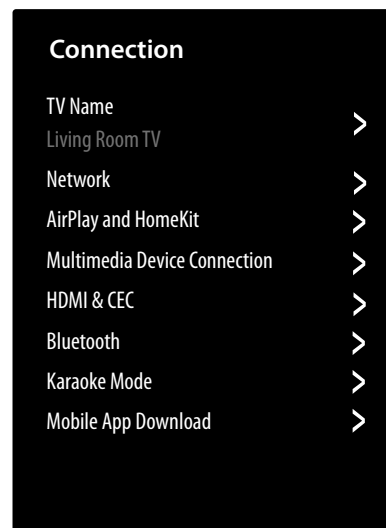 Connection
TV Name
Living Room TV
Network
AirPlay and HomeKit
Multimedia Device Connection
HDMI & CEC
Bluetooth
Karaoke Mode
Mobile App Download